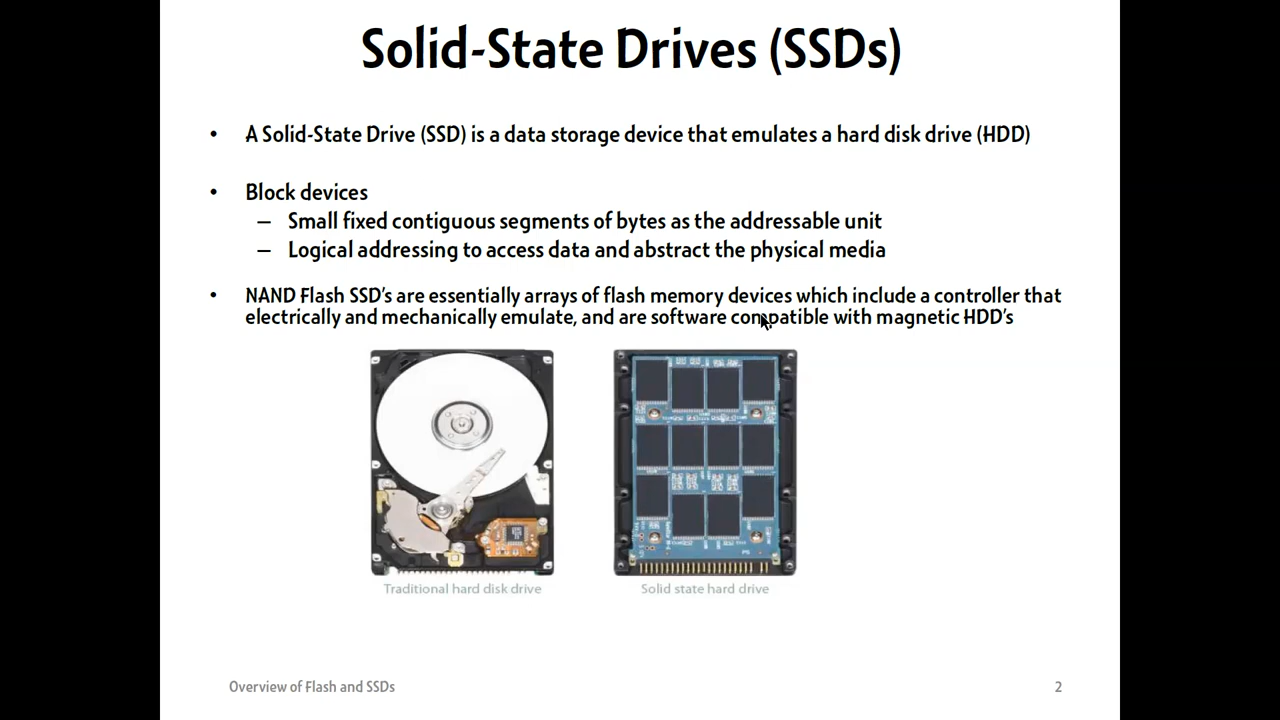 Solid-State Drives (SSDs)
• A Solid-State Drive (SSD) is a data storage device that emulates a hard disk drive (HDD)
• Block devices
– Small fixed contiguous segments of bytes as the addressable unit
– Logical addressing to access data and abstract the physical media
• NAND Flash SSD's are essentially arrays of flash memory devices which include a controller that
electrically and mechanically emulate, and are software compatible with magnetic HDD's
Traditional hard disk drive
Solid state hard drive
Overview of Flash and SSDs
2